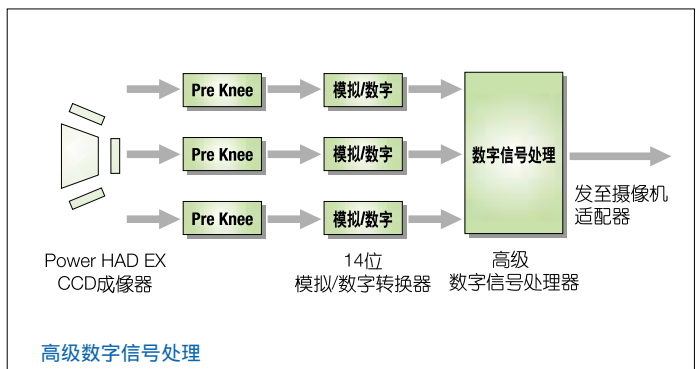 Pre Knee
模拟/数字
Pre Knee
模拟/数字
数字信号处理
Pre Knee
模拟/数字
发至摄像机
适配器
Power HAD EX
CCD成像器
14位
模拟/数字转换器
高级
数字信号处理器
高级数字信号处理